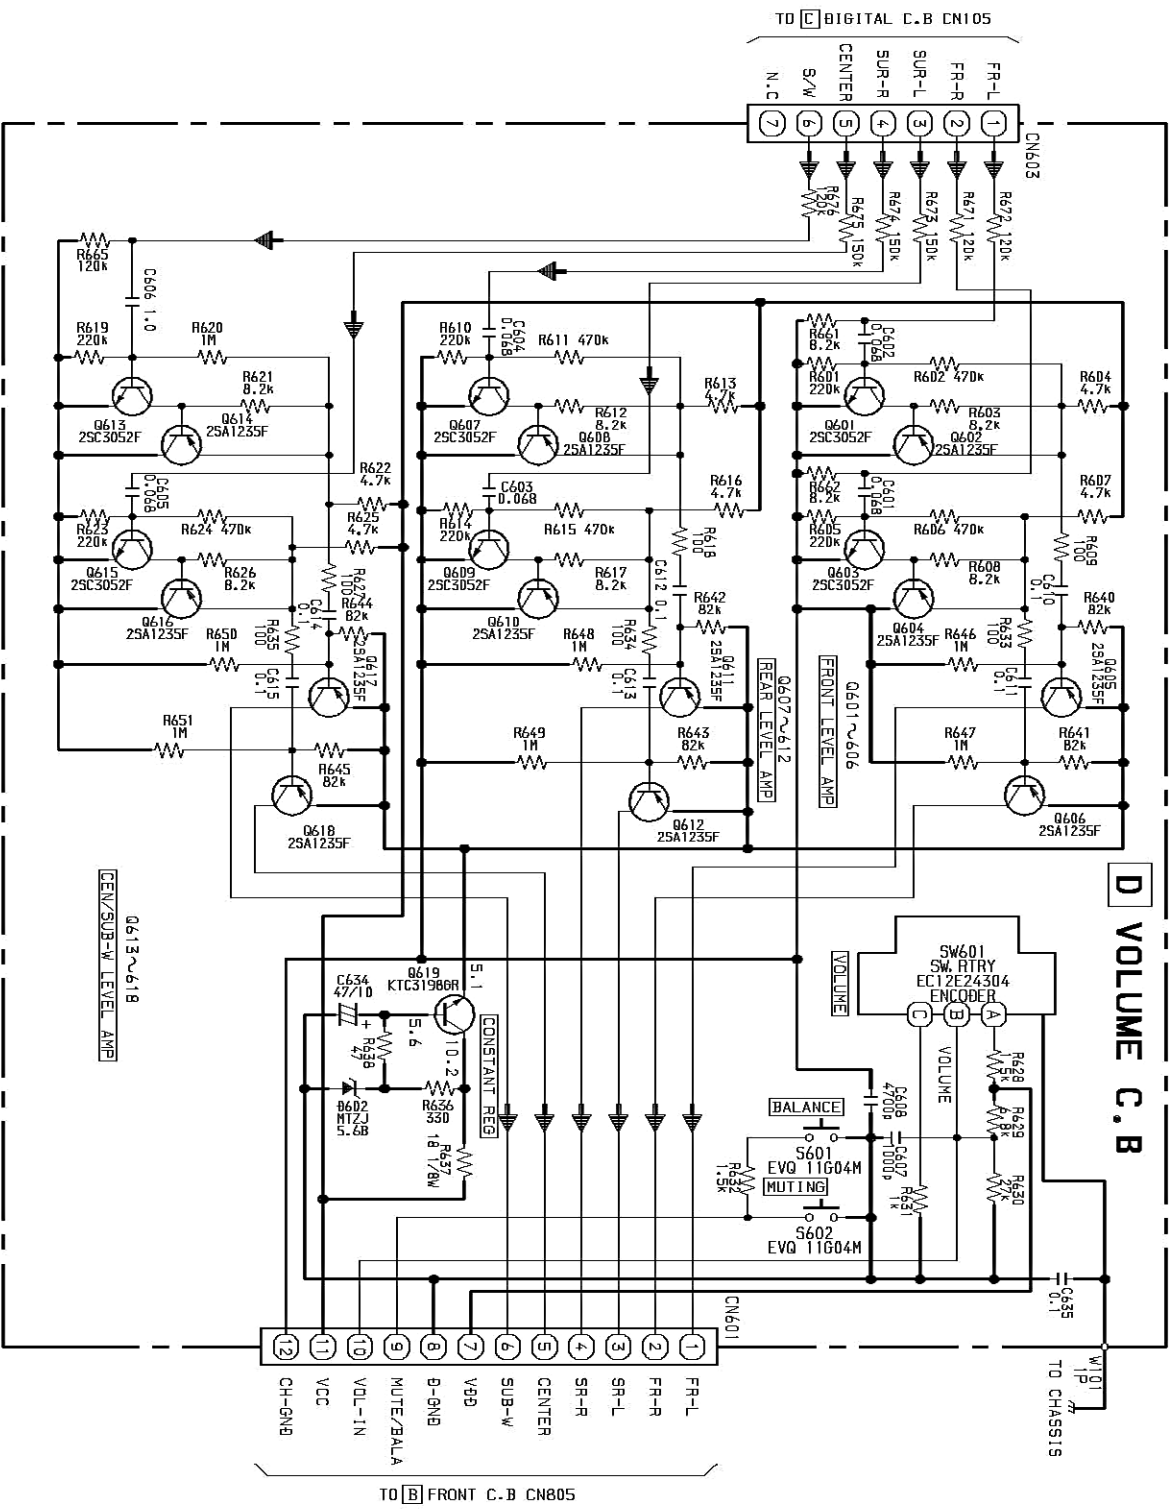 TO C DIGITAL C.B CN105
N.C
S/W
CENTER
SUR-R
SUR-L
FR-R
FR-L
7
6
5
4
3
2
1
CN603
R676 120k
R675 150k
R674 150k
R673 150k
R671 120k
R672 120k
R665
120k
C606 1.0
R619
220k
R620
1M
R621
8.2k
Q613
2SC3052F
Q614
2SA1235F
C605
0.068
R622
4.7k
R623
220k
R624 470k
R625
4.7k
Q615
2SC3052F
R626
8.2k
Q616
2SA1235F
R627
100
C614
0.1
R644
82k
R635
100
C615
0.1
R650
1M
Q617
2SA1235F
R651
1M
R645
82k
Q618
2SA1235F
R610
220k
C604
0.068
R611 470k
R613
4.7k
Q607
2SC3052F
R612
8.2k
Q608
2SA1235F
C603
0.068
R616
4.7k
R614
220k
R615 470k
Q609
2SC3052F
R617
8.2k
Q610
2SA1235F
R618
100
C612 0.1
R642
82k
R634
100
C613
0.1
R648
1M
Q611
2SA1235F
R649
1M
R643
82k
Q612
2SA1235F
Q607~612
REAR LEVEL AMP
R661
8.2k
C602
0.068
R601
220k
R602 470k
R604
4.7k
Q601
2SC3052F
R603
8.2k
Q602
2SA1235F
R662
8.2k
C601
0.068
R607
4.7k
R605
220k
R606 470k
Q603
2SC3052F
R608
8.2k
Q604
2SA1235F
R609
100
C610
0.1
R640
82k
R633
100
C611
0.1
R646
1M
Q605
2SA1235F
R647
1M
R641
82k
Q606
2SA1235F
Q601~606
FRONT LEVEL AMP
Q613~618
CEN/SUB-W LEVEL AMP
D VOLUME C.B
VOLUME
SW601
SW, RTRY
EC12E24304
ENCODER
C
B
A
VOLUME
C634
47/10
+
Q619
KTC3198GR
5.1
5.6
10.2
CONSTANT REG
R638
47
D602
MTZJ
5.6B
R636
330
R637
18 1/8W
BALANCE
S601
EVQ 11G04M
MUTING
S602
EVQ 11G04M
R632
1.5k
C608
4700p
C607
1000p
R628
1.5k
R629
6.8k
R630
27k
R631
1k
C635
0.1
W101
1P
TO CHASSIS
CN601
12
11
10
9
8
7
6
5
4
3
2
1
CH-GND
VCC
VOL-IN
MUTE/BALA
D-GND
VDD
SUB-W
CENTER
SR-R
SR-L
FR-R
FR-L
TO B FRONT C.B CN805